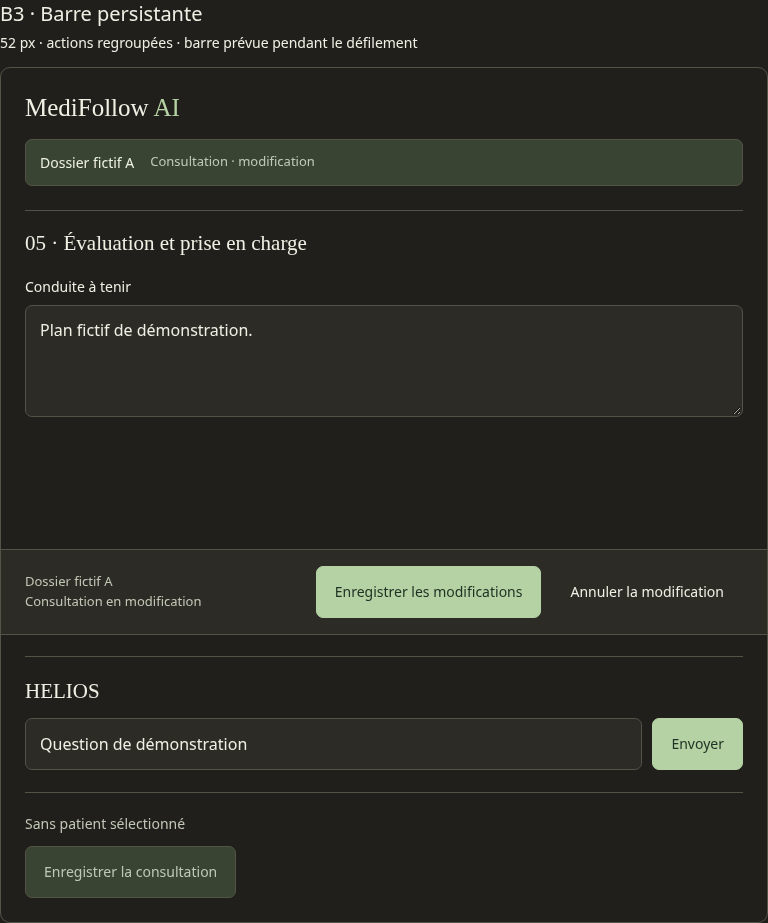 B3 · Barre persistante
52 px · actions regroupées · barre prévue pendant le défilement
MediFollow AI
Dossier fictif A Consultation · modification
05 · Évaluation et prise en charge
Conduite à tenir
Plan fictif de démonstration.
Dossier fictif A
Consultation en modification
Enregistrer les modifications
Annuler la modification
HELIOS
Question de démonstration
Envoyer
Sans patient sélectionné
Enregistrer la consultation